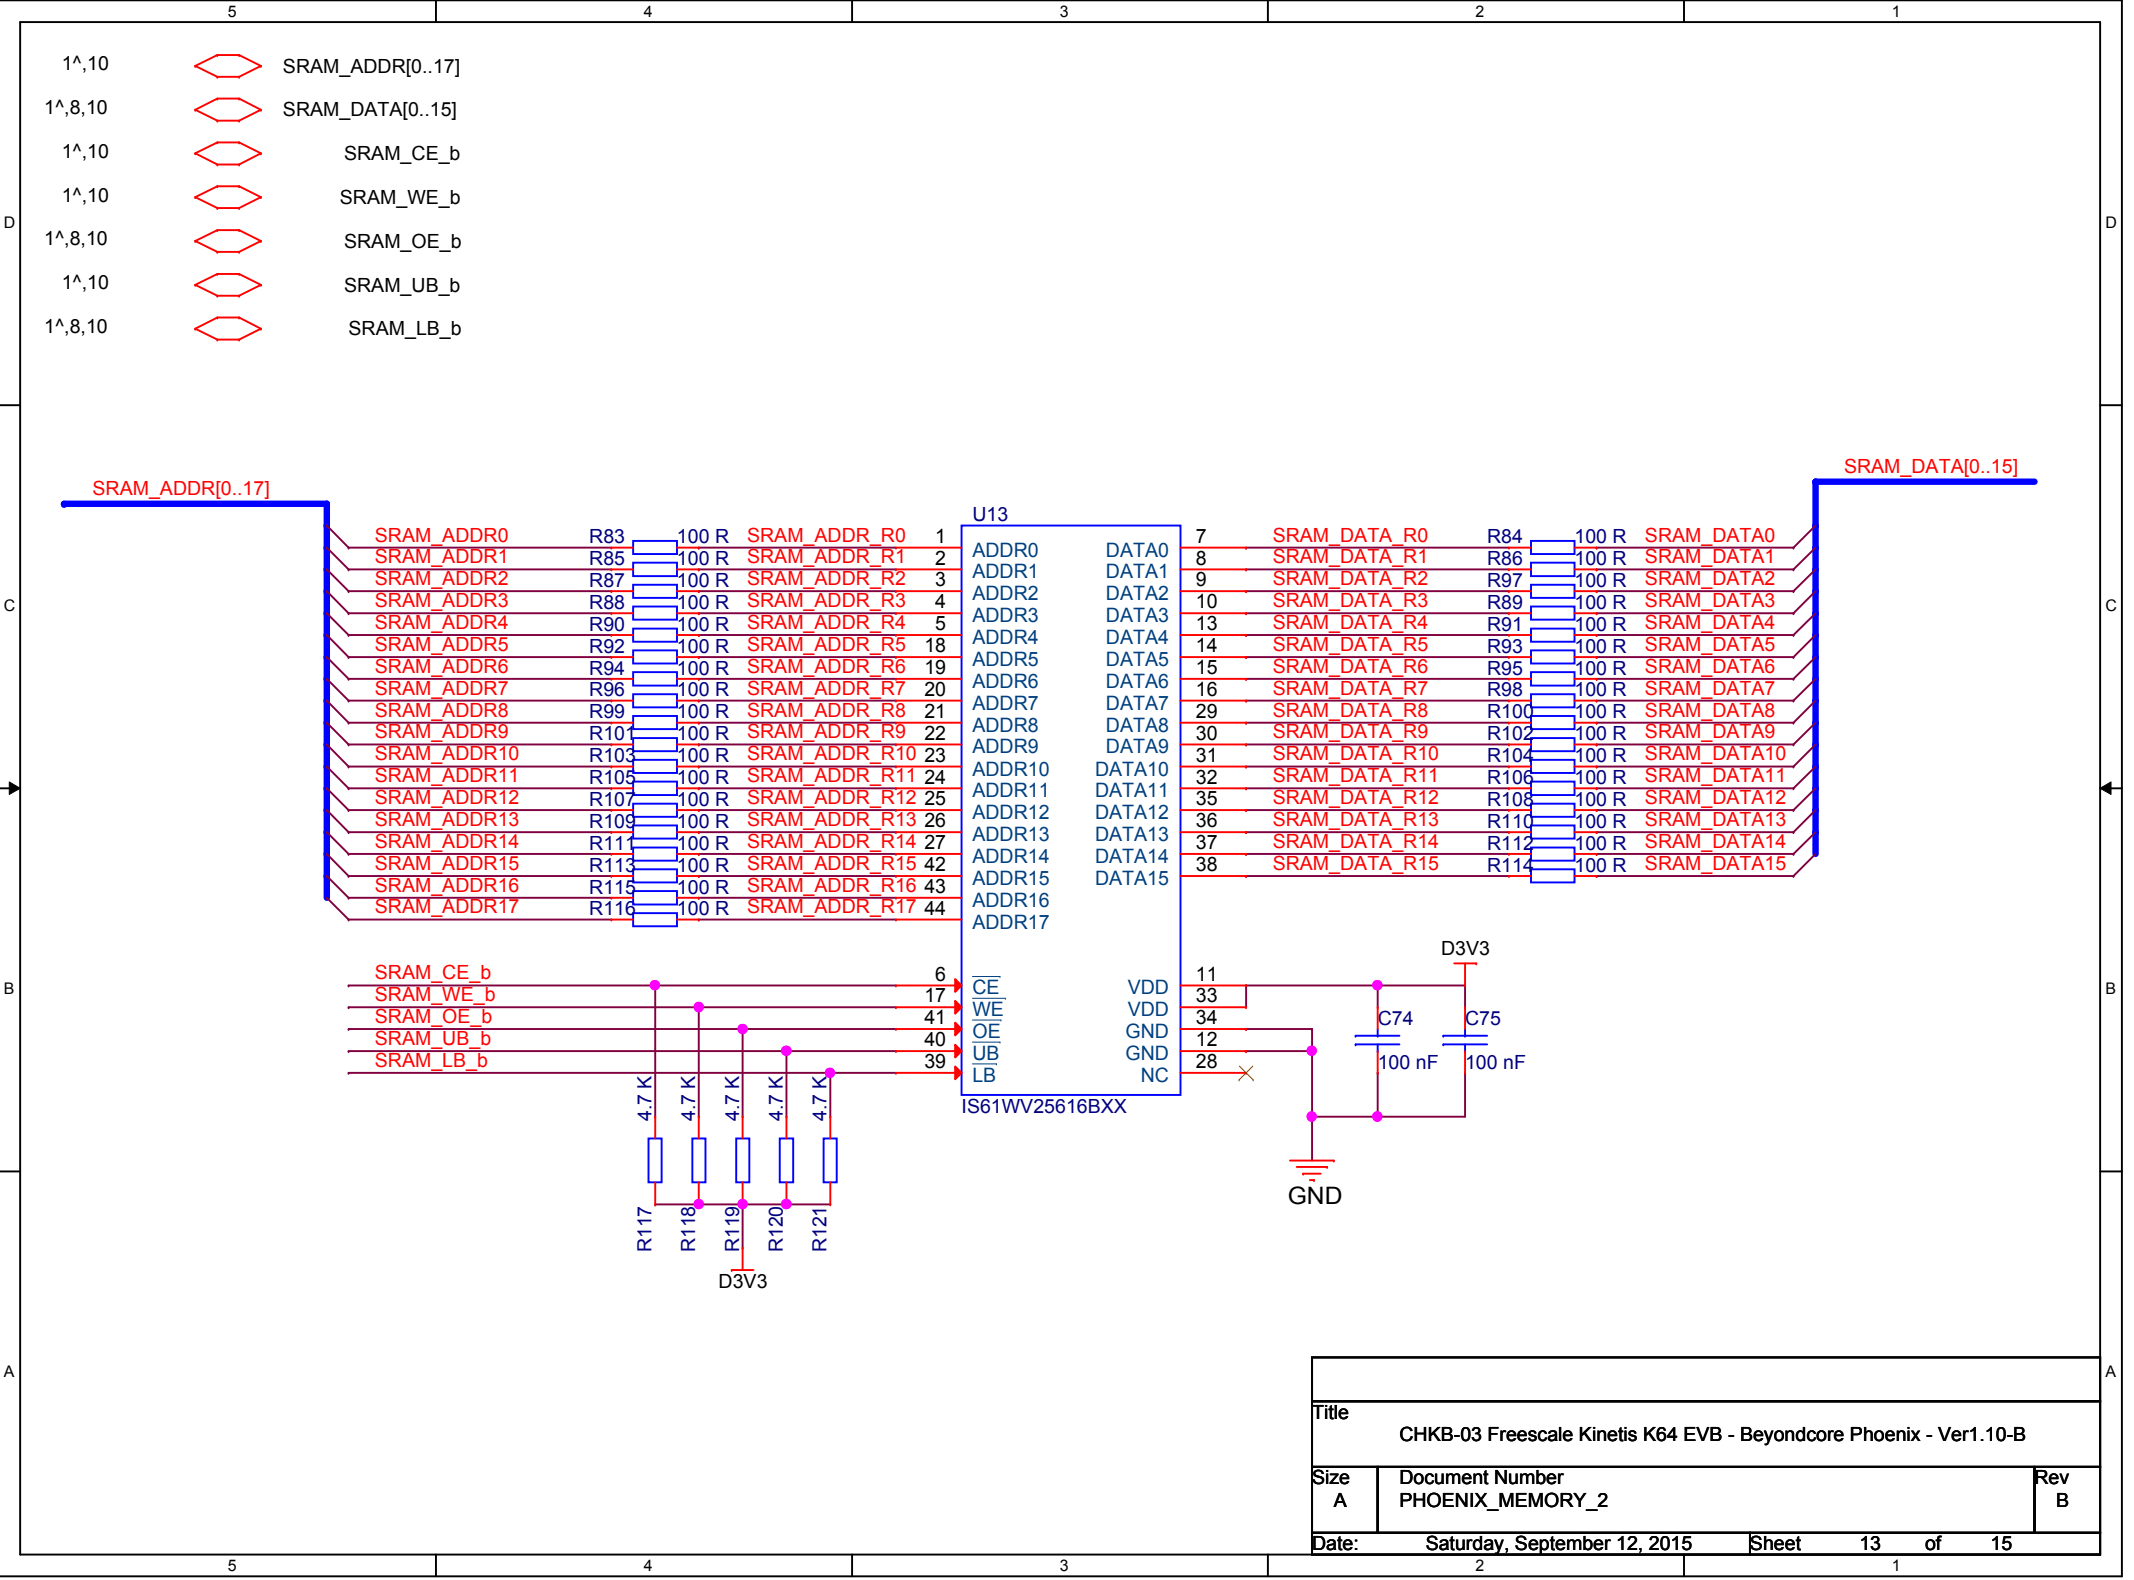 5 4 3 2 1
1^,10 SRAM_ADDR[0..17]
1^,8,10 SRAM_DATA[0..15]
1^,10 SRAM_CE_b
1^,10 SRAM_WE_b
D D
1^,8,10 SRAM_OE_b
1^,10 SRAM_UB_b
1^,8,10 SRAM_LB_b
SRAM_DATA[0..15]
SRAM_ADDR[0..17]
U13
SRAM_ADDR0 R83 100 R SRAM_ADDR_R0 1 ADDR0 DATA0 7 SRAM_DATA_R0 R84 100 R SRAM_DATA0
SRAM_ADDR1 R85 100 R SRAM_ADDR_R1 2 ADDR1 DATA1 8 SRAM_DATA_R1 R86 100 R SRAM_DATA1
SRAM_ADDR2 R87 100 R SRAM_ADDR_R2 3 ADDR2 DATA2 9 SRAM_DATA_R2 R97 100 R SRAM_DATA2
C SRAM_ADDR3 R88 100 R SRAM_ADDR_R3 4 ADDR3 DATA3 10 SRAM_DATA_R3 R89 100 R SRAM_DATA3 C
SRAM_ADDR4 R90 100 R SRAM_ADDR_R4 5 ADDR4 DATA4 13 SRAM_DATA_R4 R91 100 R SRAM_DATA4
SRAM_ADDR5 R92 100 R SRAM_ADDR_R5 18 ADDR5 DATA5 14 SRAM_DATA_R5 R93 100 R SRAM_DATA5
SRAM_ADDR6 R94 100 R SRAM_ADDR_R6 19 ADDR6 DATA6 15 SRAM_DATA_R6 R95 100 R SRAM_DATA6
SRAM_ADDR7 R96 100 R SRAM_ADDR_R7 20 ADDR7 DATA7 16 SRAM_DATA_R7 R98 100 R SRAM_DATA7
SRAM_ADDR8 R99 100 R SRAM_ADDR_R8 21 ADDR8 DATA8 29 SRAM_DATA_R8 R100 100 R SRAM_DATA8
SRAM_ADDR9 R101 100 R SRAM_ADDR_R9 22 ADDR9 DATA9 30 SRAM_DATA_R9 R102 100 R SRAM_DATA9
SRAM_ADDR10 R103 100 R SRAM_ADDR_R10 23 ADDR10 DATA10 31 SRAM_DATA_R10 R104 100 R SRAM_DATA10
SRAM_ADDR11 R105 100 R SRAM_ADDR_R11 24 ADDR11 DATA11 32 SRAM_DATA_R11 R106 100 R SRAM_DATA11
SRAM_ADDR12 R107 100 R SRAM_ADDR_R12 25 ADDR12 DATA12 35 SRAM_DATA_R12 R108 100 R SRAM_DATA12
SRAM_ADDR13 R109 100 R SRAM_ADDR_R13 26 ADDR13 DATA13 36 SRAM_DATA_R13 R110 100 R SRAM_DATA13
SRAM_ADDR14 R111 100 R SRAM_ADDR_R14 27 ADDR14 DATA14 37 SRAM_DATA_R14 R112 100 R SRAM_DATA14
SRAM_ADDR15 R113 100 R SRAM_ADDR_R15 42 ADDR15 DATA15 38 SRAM_DATA_R15 R114 100 R SRAM_DATA15
SRAM_ADDR16 R115 100 R SRAM_ADDR_R16 43 ADDR16
SRAM_ADDR17 R116 100 R SRAM_ADDR_R17 44 ADDR17
D3V3
SRAM_CE_b 6 CE VDD 11
B SRAM_WE_b 17 WE VDD 33 B
SRAM_OE_b 41 OE GND 34 C74 C75
SRAM_UB_b 40 UB GND 12
SRAM_LB_b 39 LB NC 28 100 nF 100 nF
4.7 K 4.7 K 4.7 K 4.7 K 4.7 K
IS61WV25616BXX
GND
R117 R118 R119 R120 R121
D3V3
A A
Title
CHKB-03 Freescale Kinetis K64 EVB - Beyondcore Phoenix - Ver1.10-B
Size Document Number Rev
A PHOENIX_MEMORY_2 B
Date: Saturday, September 12, 2015 Sheet 13 of 15
5 4 3 2 1